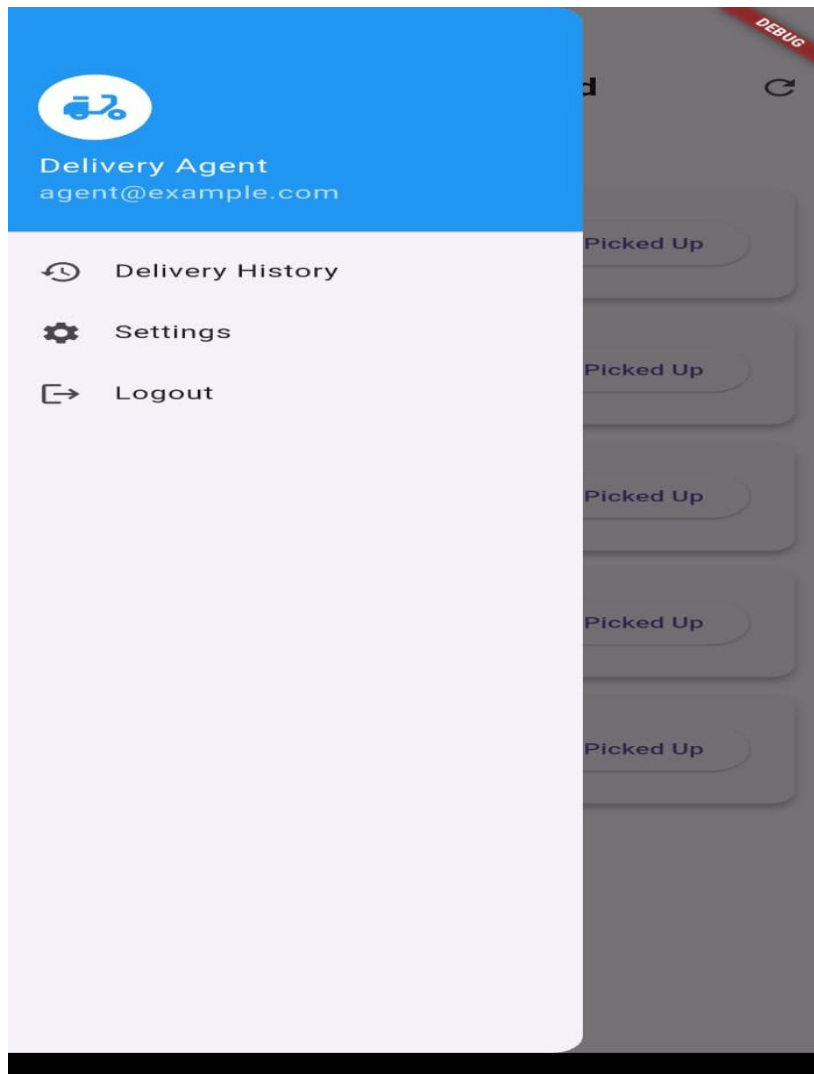 DEBUG
d
Delivery Agent
agent@example.com
Delivery History
Settings
Logout
Picked Up
Picked Up
Picked Up
Picked Up
Picked Up